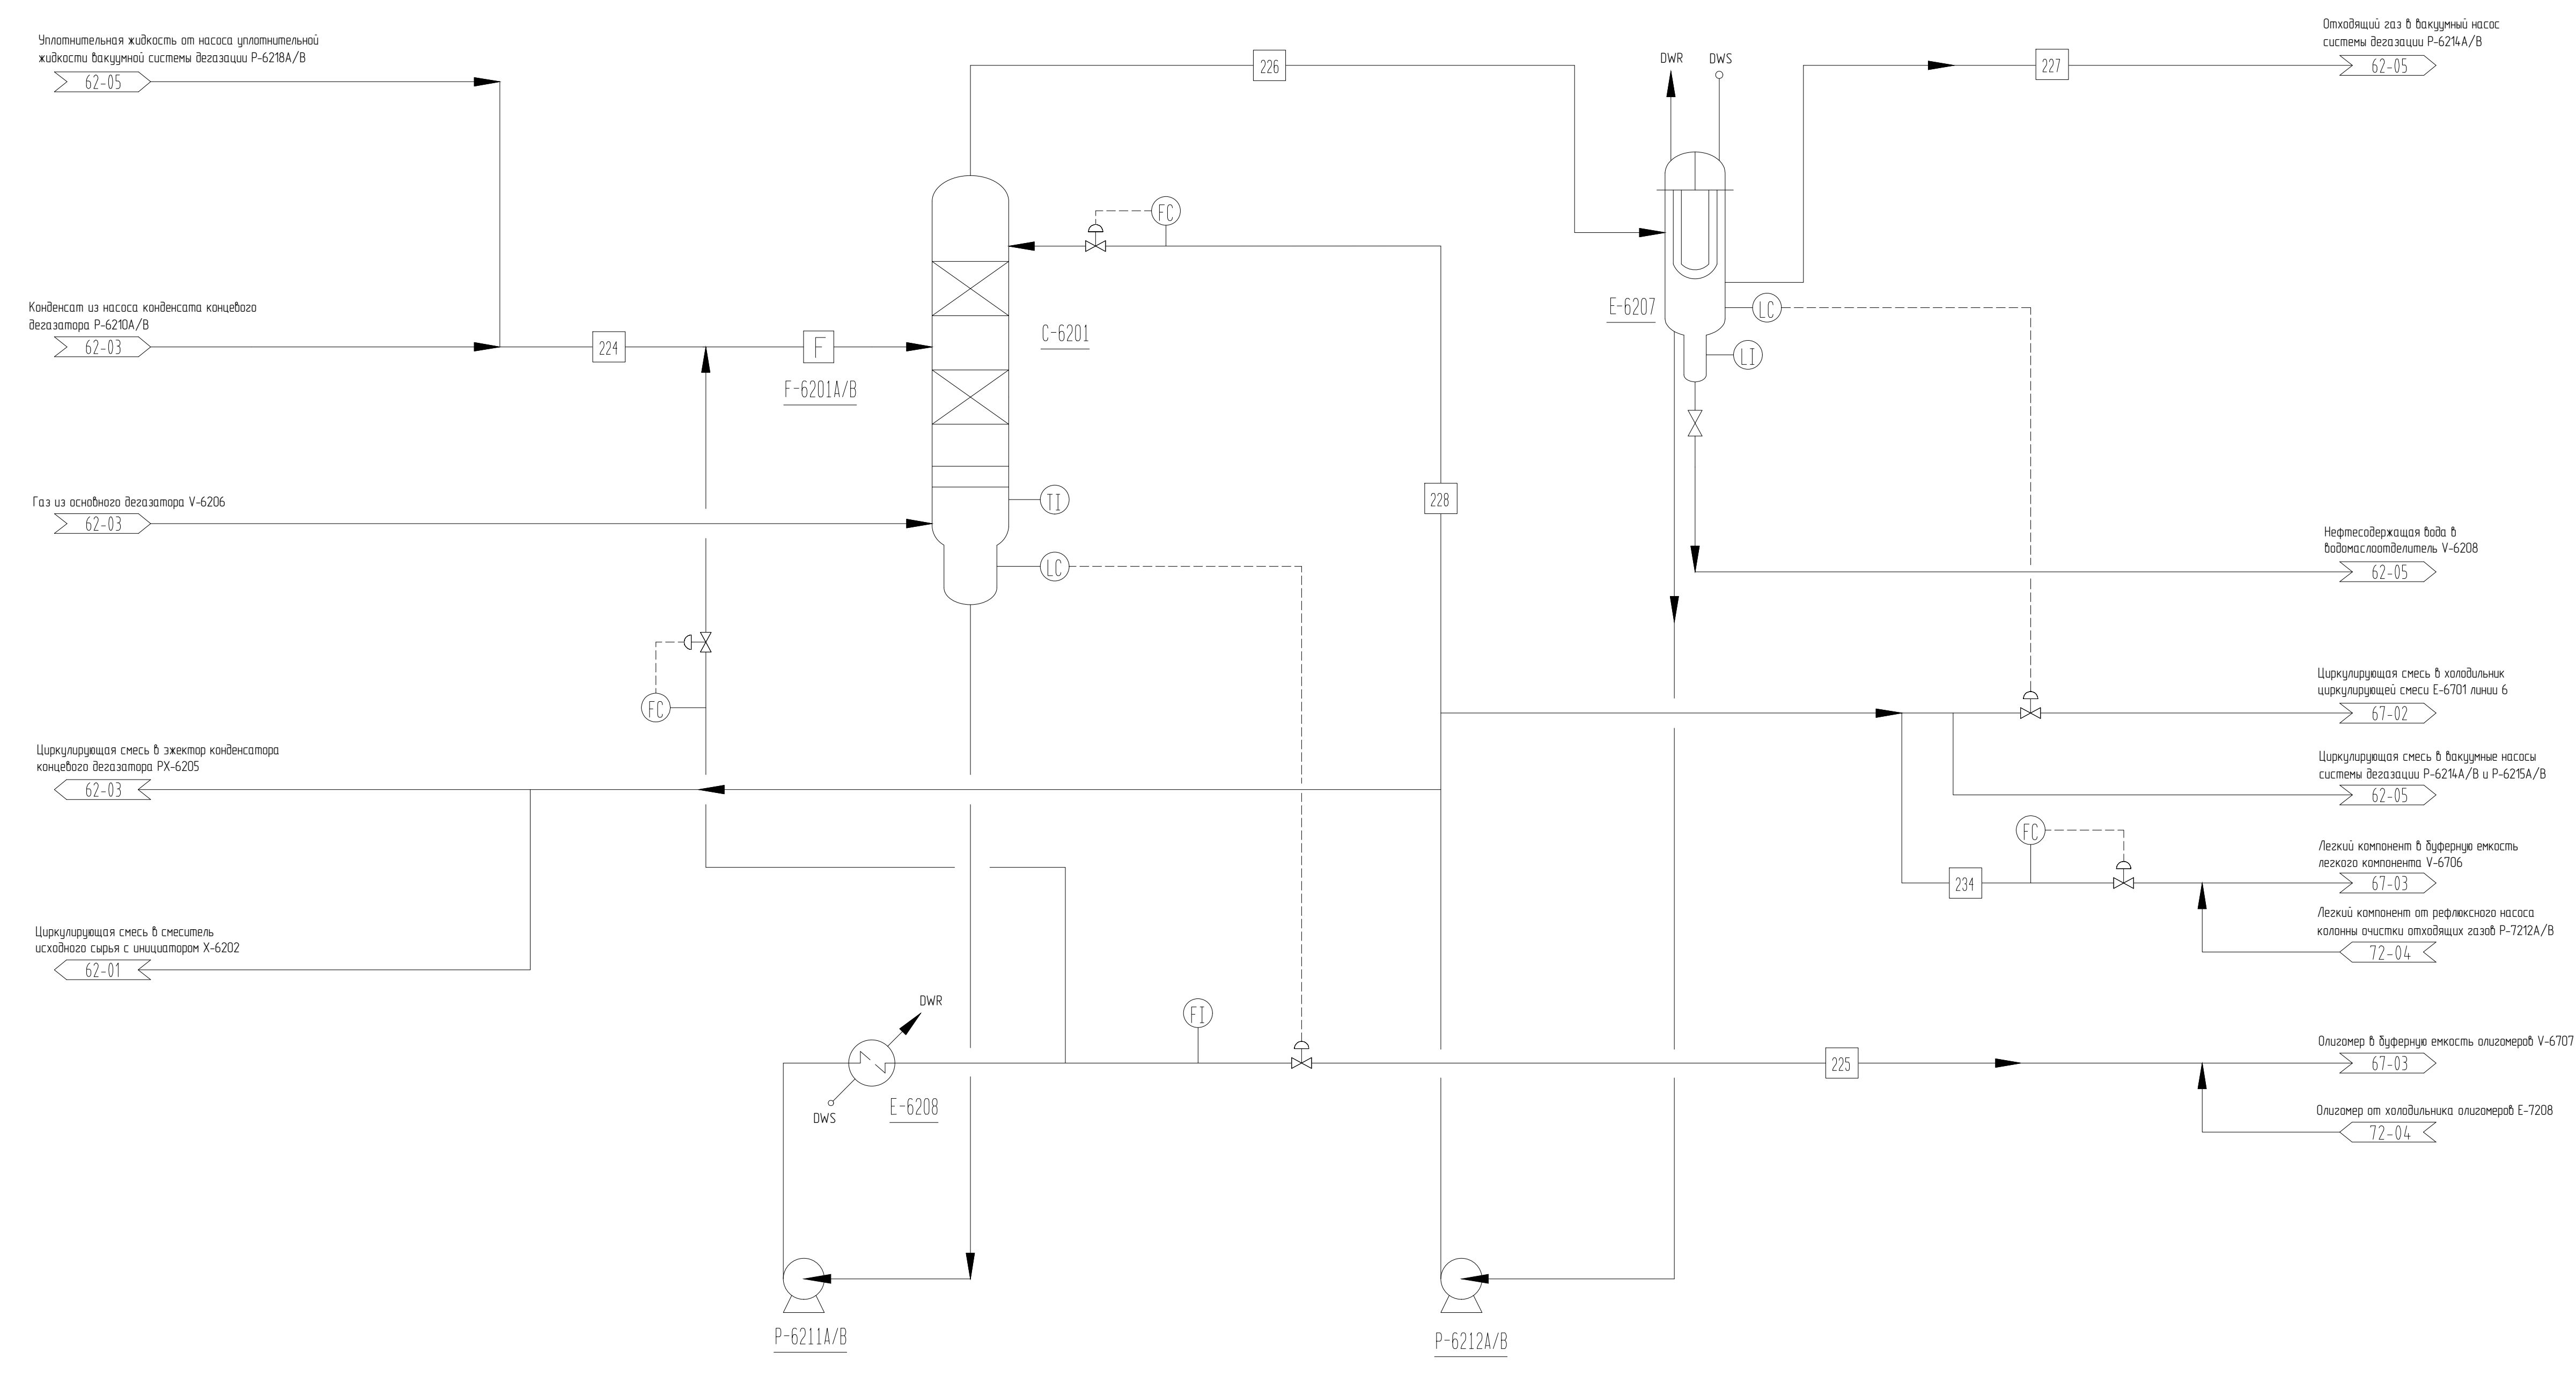 Уплотнительная жидкость от насоса уплотнительной
жидкости вакуумной системы дегазации P-6218A/B
62-05
226
DWR
DWS
Отходящий газ в вакуумный насос
системы дегазации P-6214A/B
227
62-05
FC
Конденсат из насоса конденсата концевого
дегазатора P-6210A/B
62-03
224
F
F-6201A/B
C-6201
E-6207
LC
LI
Газ из основного дегазатора V-6206
62-03
TI
LC
228
Нефтесодержащая вода в
водомаслоотделитель V-6208
62-05
FC
Циркулирующая смесь в холодильник
циркулирующей смеси E-6701 линии 6
67-02
Циркулирующая смесь в эжектор конденсатора
концевого дегазатора PX-6205
62-03
Циркулирующая смесь в вакуумные насосы
системы дегазации P-6214A/B и P-6215A/B
62-05
FC
234
Легкий компонент в буферную емкость
легкого компонента V-6706
67-03
Циркулирующая смесь в смеситель
исходного сырья с инициатором X-6202
62-01
Легкий компонент от рефлюксного насоса
колонны очистки отходящих газов P-7212A/B
72-04
DWR
FI
DWS
E-6208
225
Олигомер в буферную емкость олигомеров V-6707
67-03
Олигомер от холодильника олигомеров E-7208
72-04
P-6211A/B
P-6212A/B